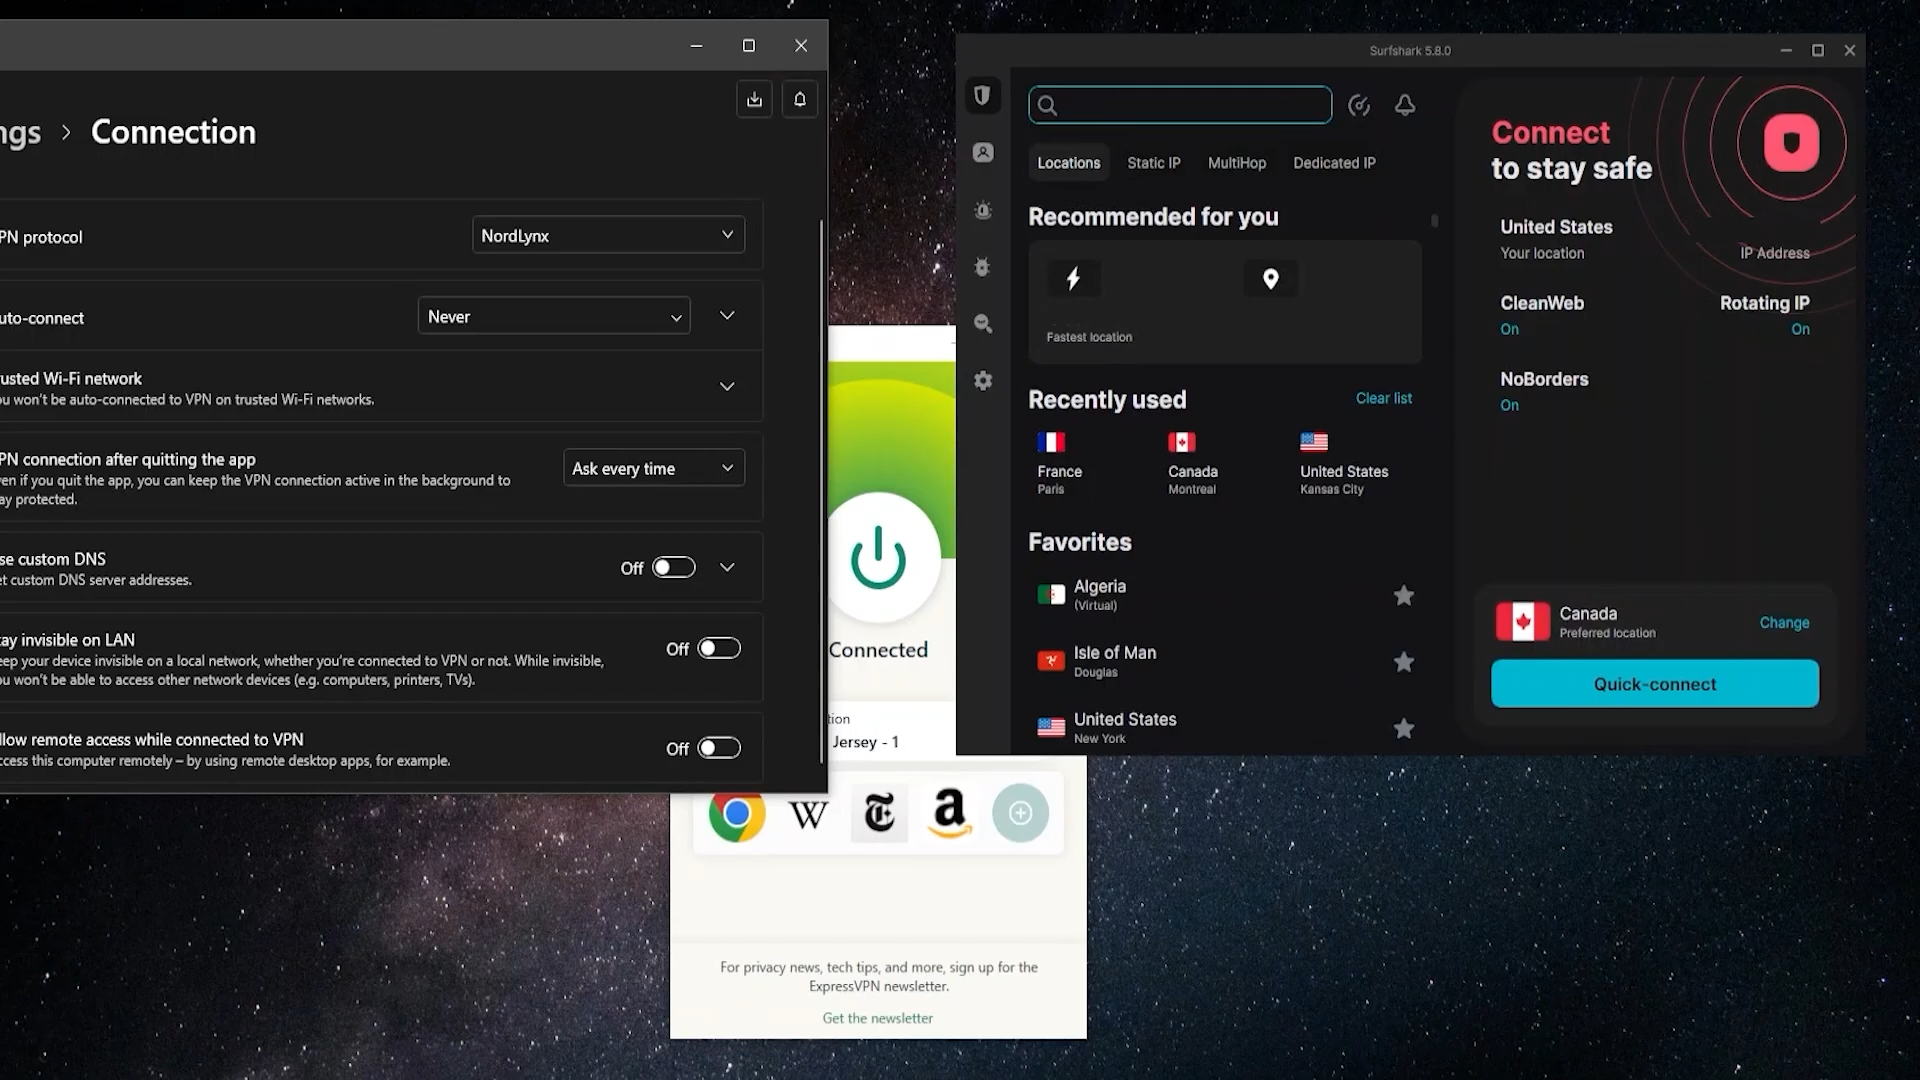 ngs > Connection
PN protocol
NordLynx
uto-connect
Never
rusted Wi-Fi network
ou won't be auto-connected to VPN on trusted Wi-Fi networks.
PN connection after quitting the app
ven if you quit the app, you can keep the VPN connection active in the background to
ay protected.
Ask every time
se custom DNS
et custom DNS server addresses.
Off
tay invisible on LAN
eep your device invisible on a local network, whether you're connected to VPN or not. While invisible,
ou won't be able to access other network devices (e.g. computers, printers, TVs).
Off
llow remote access while connected to VPN
ccess this computer remotely – by using remote desktop apps, for example.
Off
Connected
tion
Jersey - 1
W
T
a
For privacy news, tech tips, and more, sign up for the
ExpressVPN newsletter.
Get the newsletter
Surfshark 5.8.0
Locations
Static IP
MultiHop
Dedicated IP
Recommended for you
Fastest location
Recently used
Clear list
France
Paris
Canada
Montreal
United States
Kansas City
Favorites
Algeria
(Virtual)
Isle of Man
Douglas
United States
New York
Connect
to stay safe
United States
Your location
IP Address
CleanWeb
On
Rotating IP
On
NoBorders
On
Canada
Preferred location
Change
Quick-connect